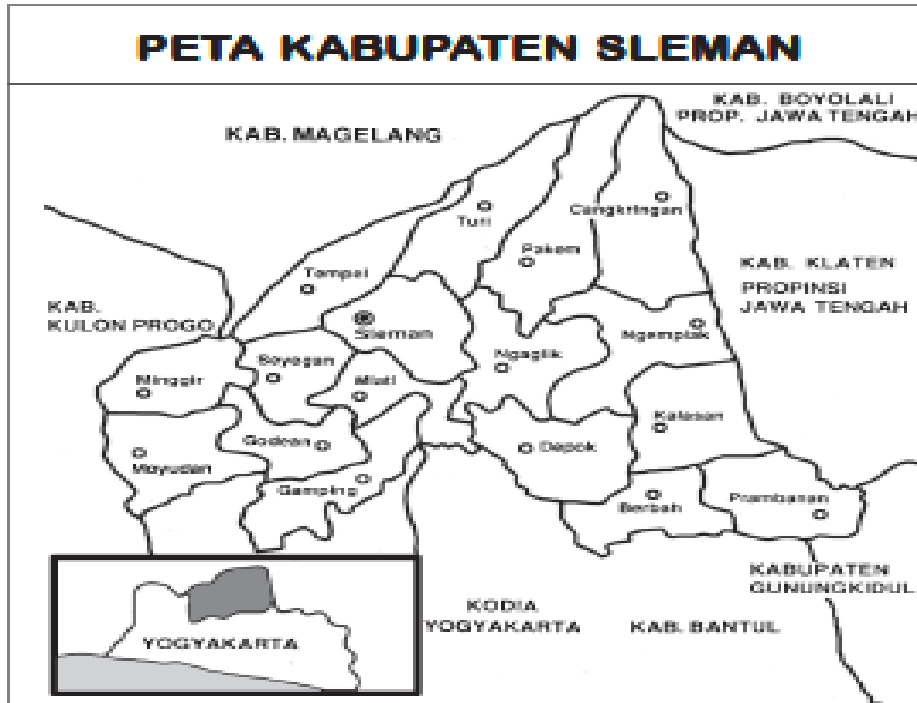 PETA KABUPATEN SLEMAN
KAB. BOYOLALI
PROP. JAWA TENGAH
KAB. MAGELANG
Turi
Cangkringan
Pakem
Tempel
KAB. KLATEN
PROPINSI
JAWA TENGAH
KAB.
KULON PROGO
Sleman
Ngemplak
Ngaglik
Seyegan
Mlati
Minggir
Kalasan
Godean
Depok
Moyudan
Gamping
Berbah
Prambanan
KABUPATEN
GUNUNGKIDUL
KODIA
YOGYAKARTA
KAB. BANTUL
YOGYAKARTA